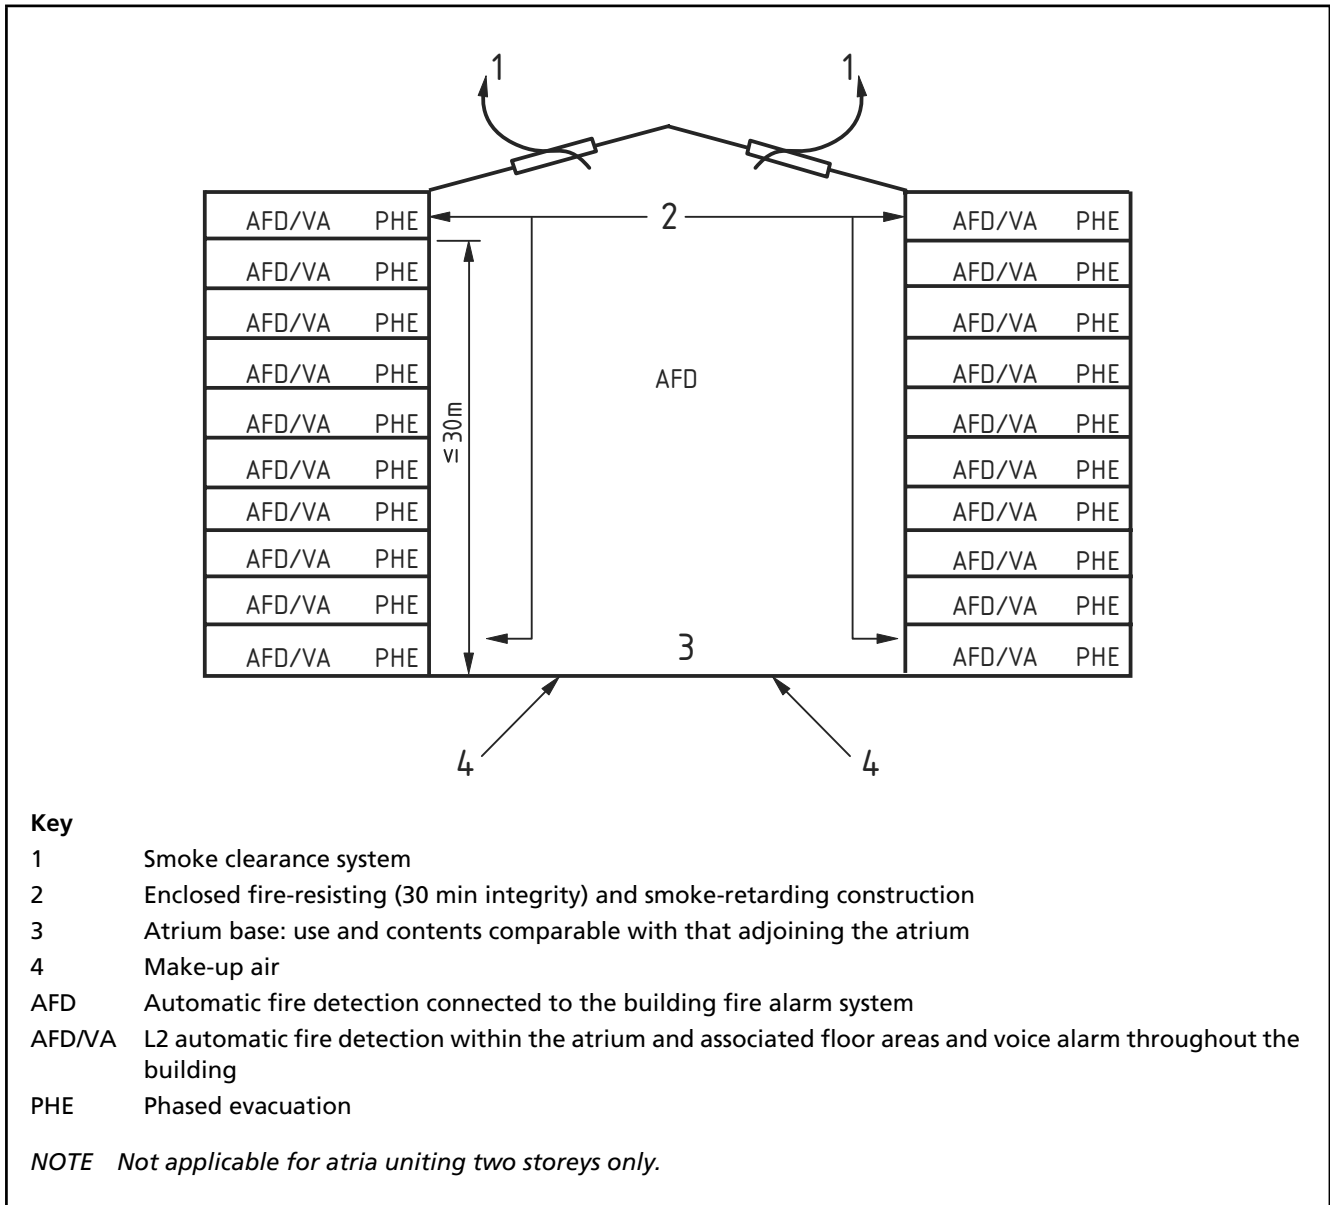 1 1
AFD/VA PHE 2 AFD/VA PHE
AFD/VA PHE AFD/VA PHE
AFD/VA PHE AFD/VA PHE
AFD/VA PHE AFD AFD/VA PHE
AFD/VA PHE ≤ 30m AFD/VA PHE
AFD/VA PHE AFD/VA PHE
AFD/VA PHE AFD/VA PHE
AFD/VA PHE AFD/VA PHE
AFD/VA PHE AFD/VA PHE
AFD/VA PHE 3 AFD/VA PHE
4 4
Key
1 Smoke clearance system
2 Enclosed fire-resisting (30 min integrity) and smoke-retarding construction
3 Atrium base: use and contents comparable with that adjoining the atrium
4 Make-up air
AFD Automatic fire detection connected to the building fire alarm system
AFD/VA L2 automatic fire detection within the atrium and associated floor areas and voice alarm throughout the
building
PHE Phased evacuation
NOTE Not applicable for atria uniting two storeys only.